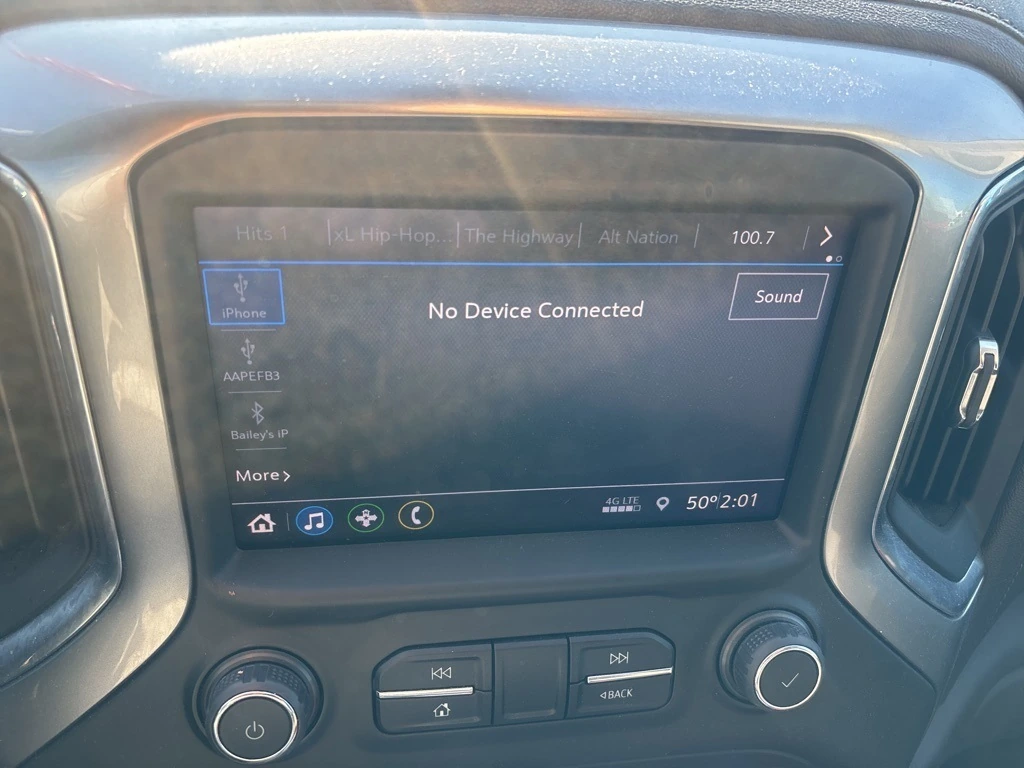 Hits 1 xL Hip-Hop... The Highway Alt Nation 100.7
iPhone
No Device Connected
Sound
AAPEFB3
Bailey's iP
More
4G LTE
50° 2:01
BACK